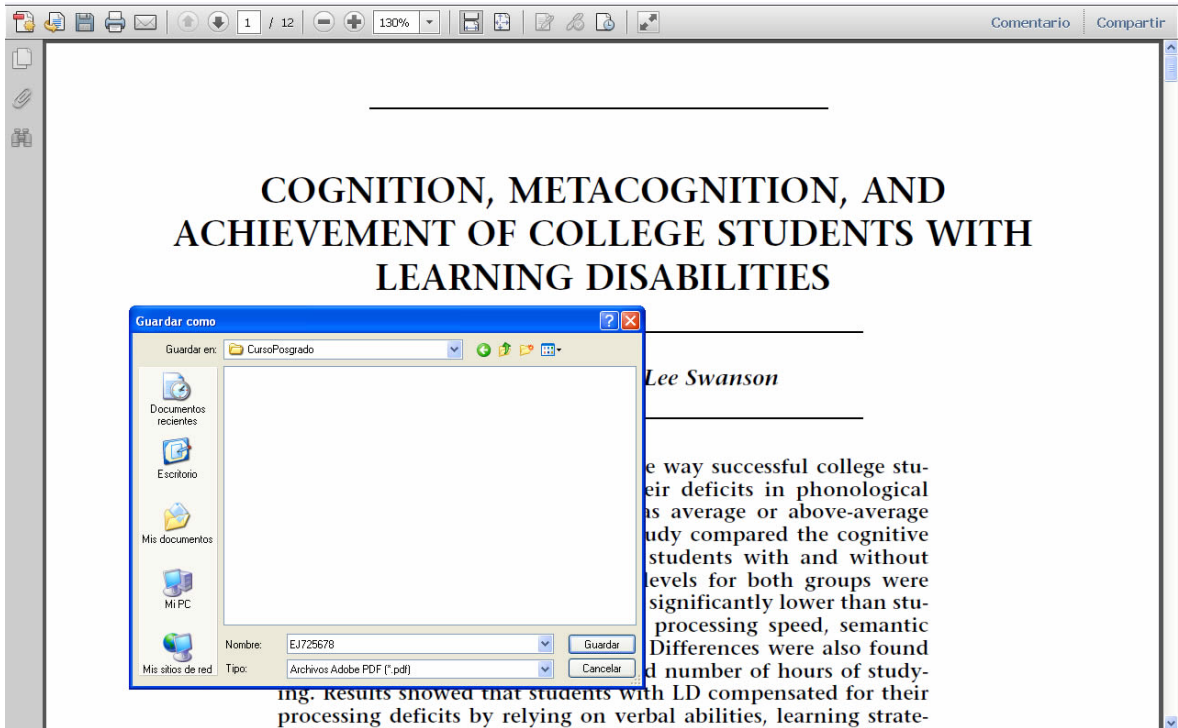 1 / 12 130% Comentario Compartir
COGNITION, METACOGNITION, AND
ACHIEVEMENT OF COLLEGE STUDENTS WITH
LEARNING DISABILITIES
Guardar como
Guardar en: CursoPosgrado
Documentos
recientes
Escritorio
Mis documentos
Mi PC
Mis sitios de red
Nombre: EJ725678 Guardar
Tipo: Archivos Adobe PDF (*.pdf) Cancelar
Lee Swanson
e way successful college stu-
eir deficits in phonological
as average or above-average
udy compared the cognitive
students with and without
levels for both groups were
significantly lower than stu-
processing speed, semantic
Differences were also found
d number of hours of study-
ing. Results showed that students with LD compensated for their
processing deficits by relying on verbal abilities, learning strate-